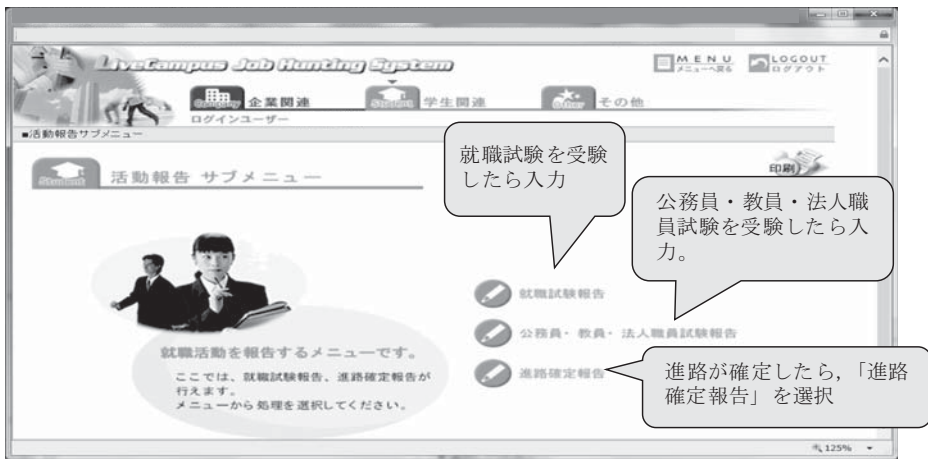 LiveCampus Job Hunting System
MENU
メニューへ戻る
LOGOUT
ログアウト
Company 企業関連
Student 学生関連
Other その他
ログインユーザー
■活動報告サブメニュー
Student 活動報告 サブメニュー
印刷
就職試験を受験
したら入力
公務員・教員・法人職
員試験を受験したら入
力。
就職試験報告
公務員・教員・法人職員試験報告
進路確定報告
進路が確定したら,「進路
確定報告」を選択
就職活動を報告するメニューです。
ここでは、就職試験報告、進路確定報告が
行えます。
メニューから処理を選択してください。
125%